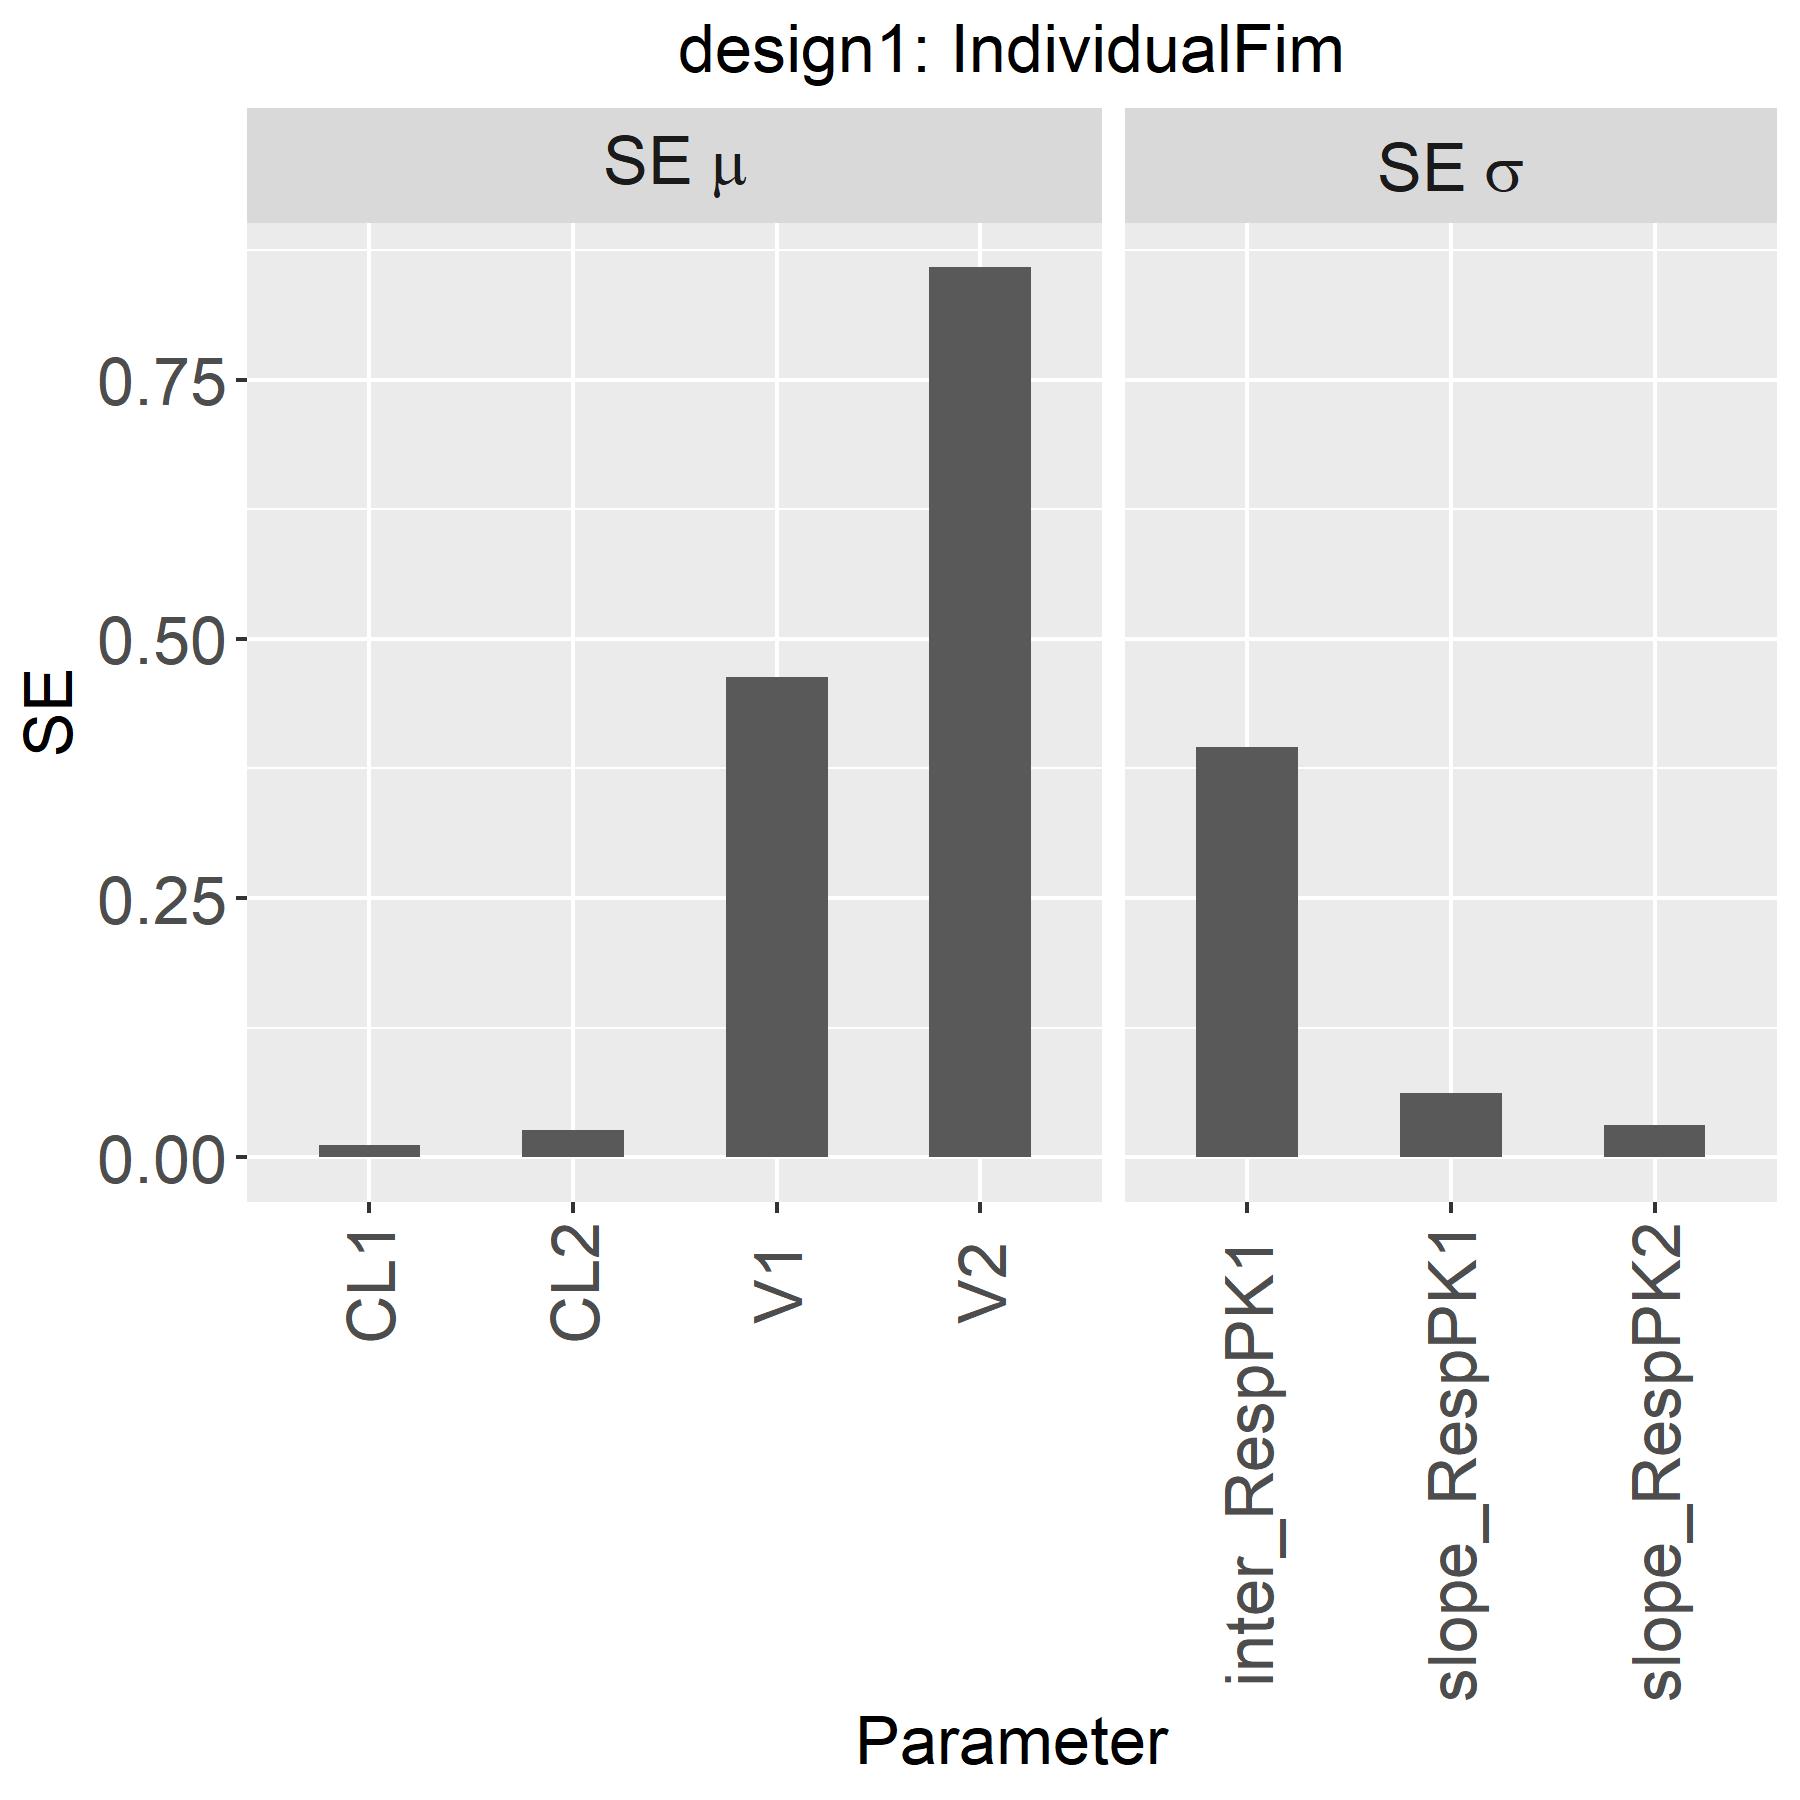 design1: IndividualFim
SE μ
SE σ
SE
0.75
0.50
0.25
0.00
CL1
CL2
V1
V2
inter_RespPK1
slope_RespPK1
slope_RespPK2
Parameter